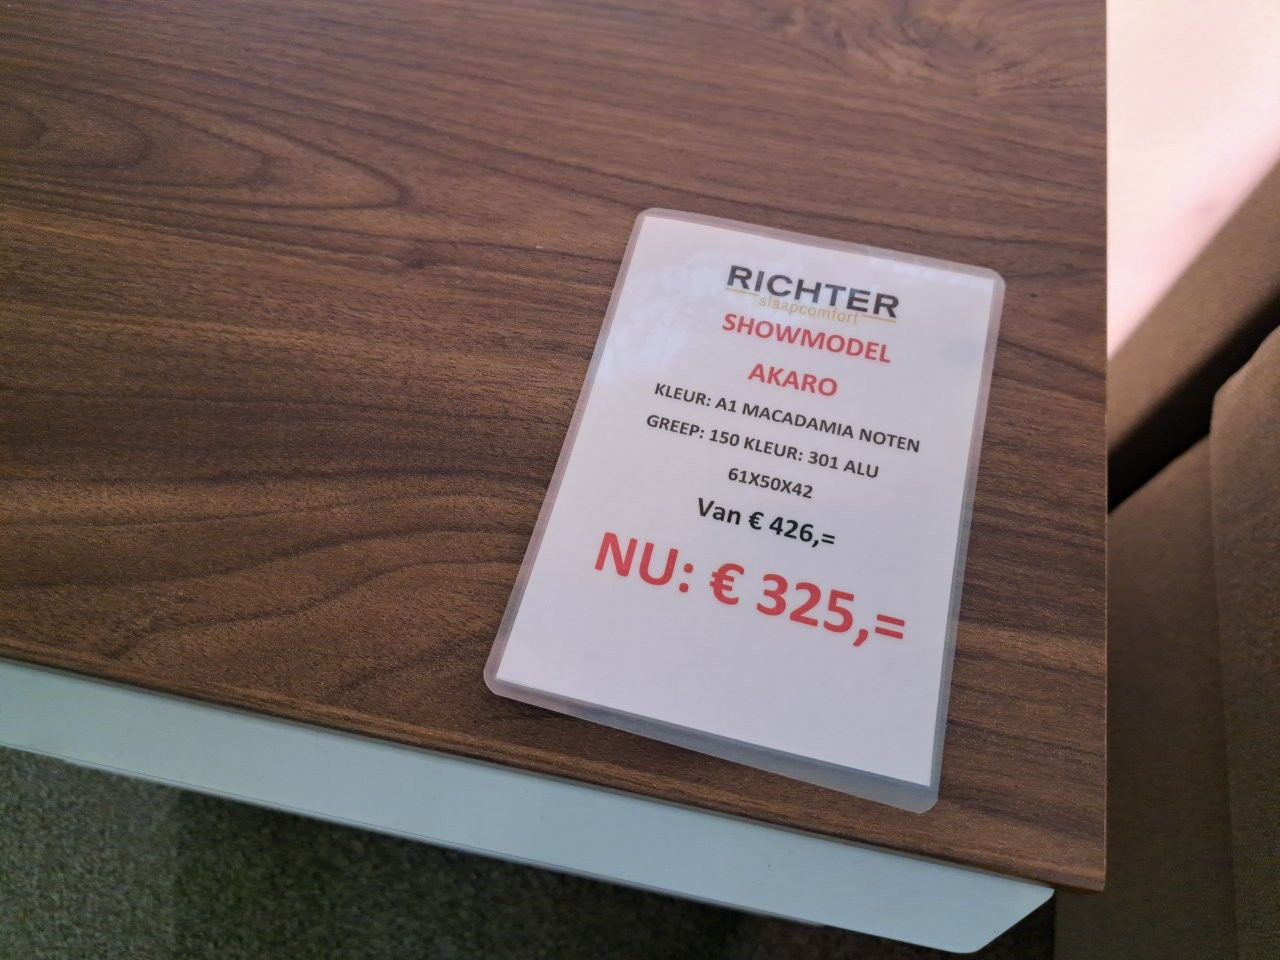 RICHTER
slaapcomfort
SHOWMODEL
AKARO
KLEUR: A1 MACADAMIA NOTEN
GREEP: 150 KLEUR: 301 ALU
61X50X42
Van € 426,=
NU: € 325,=